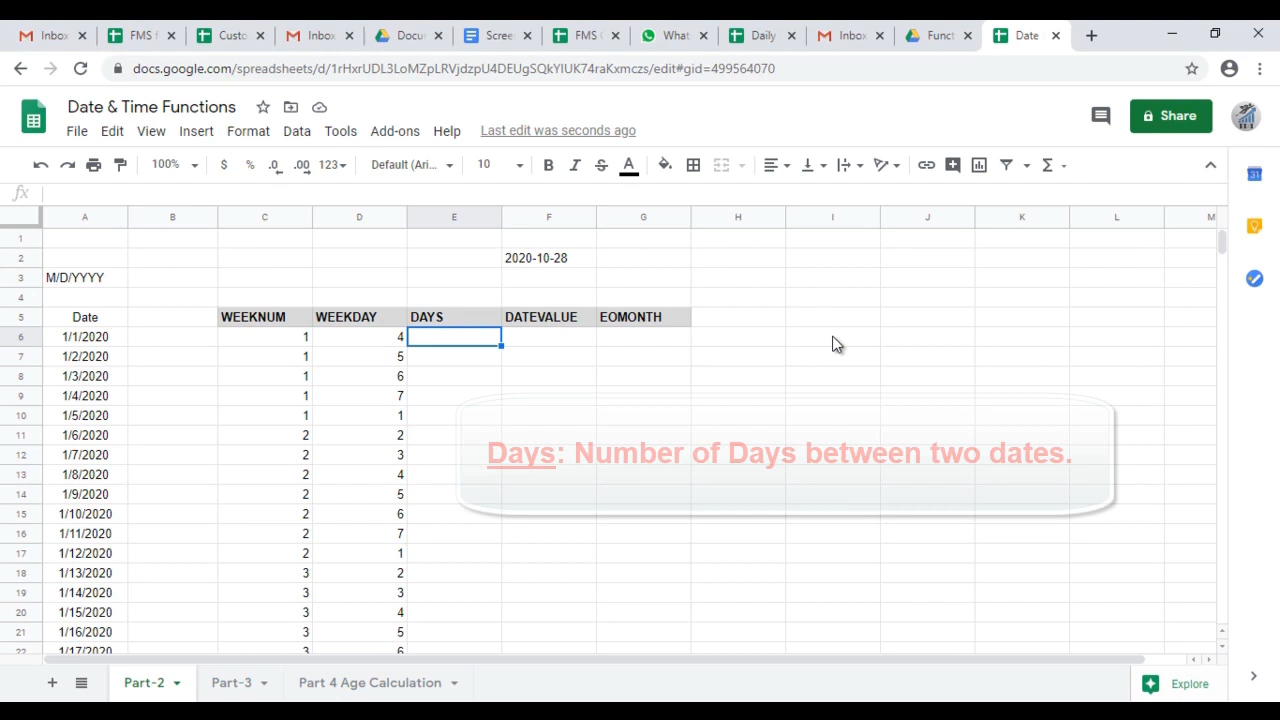 Inbox
FMS f
Custo
Inbox
Docu
Scree
FMS
What
Daily
Inbox
Funct
Date
docs.google.com/spreadsheets/d/1rHxrUDL3LoMZpLRVjdzpU4DEUgSQkYIUK74raKxmczs/edit#gid=499564070
Date & Time Functions
File Edit View Insert Format Data Tools Add-ons Help Last edit was seconds ago
Share
100% $ % .0 .00 123 Default (Ari... 10 B I S A Σ
fx
A B C D E F G H I J K L M
1
2 2020-10-28
3 M/D/YYYY
4
5 Date WEEKNUM WEEKDAY DAYS DATEVALUE EOMONTH
6 1/1/2020 1 4
7 1/2/2020 1 5
8 1/3/2020 1 6
9 1/4/2020 1 7
10 1/5/2020 1 1
11 1/6/2020 2 2
12 1/7/2020 2 3
Days: Number of Days between two dates.
13 1/8/2020 2 4
14 1/9/2020 2 5
15 1/10/2020 2 6
16 1/11/2020 2 7
17 1/12/2020 2 1
18 1/13/2020 3 2
19 1/14/2020 3 3
20 1/15/2020 3 4
21 1/16/2020 3 5
22 1/17/2020 3 6
Part-2 Part-3 Part 4 Age Calculation Explore
31